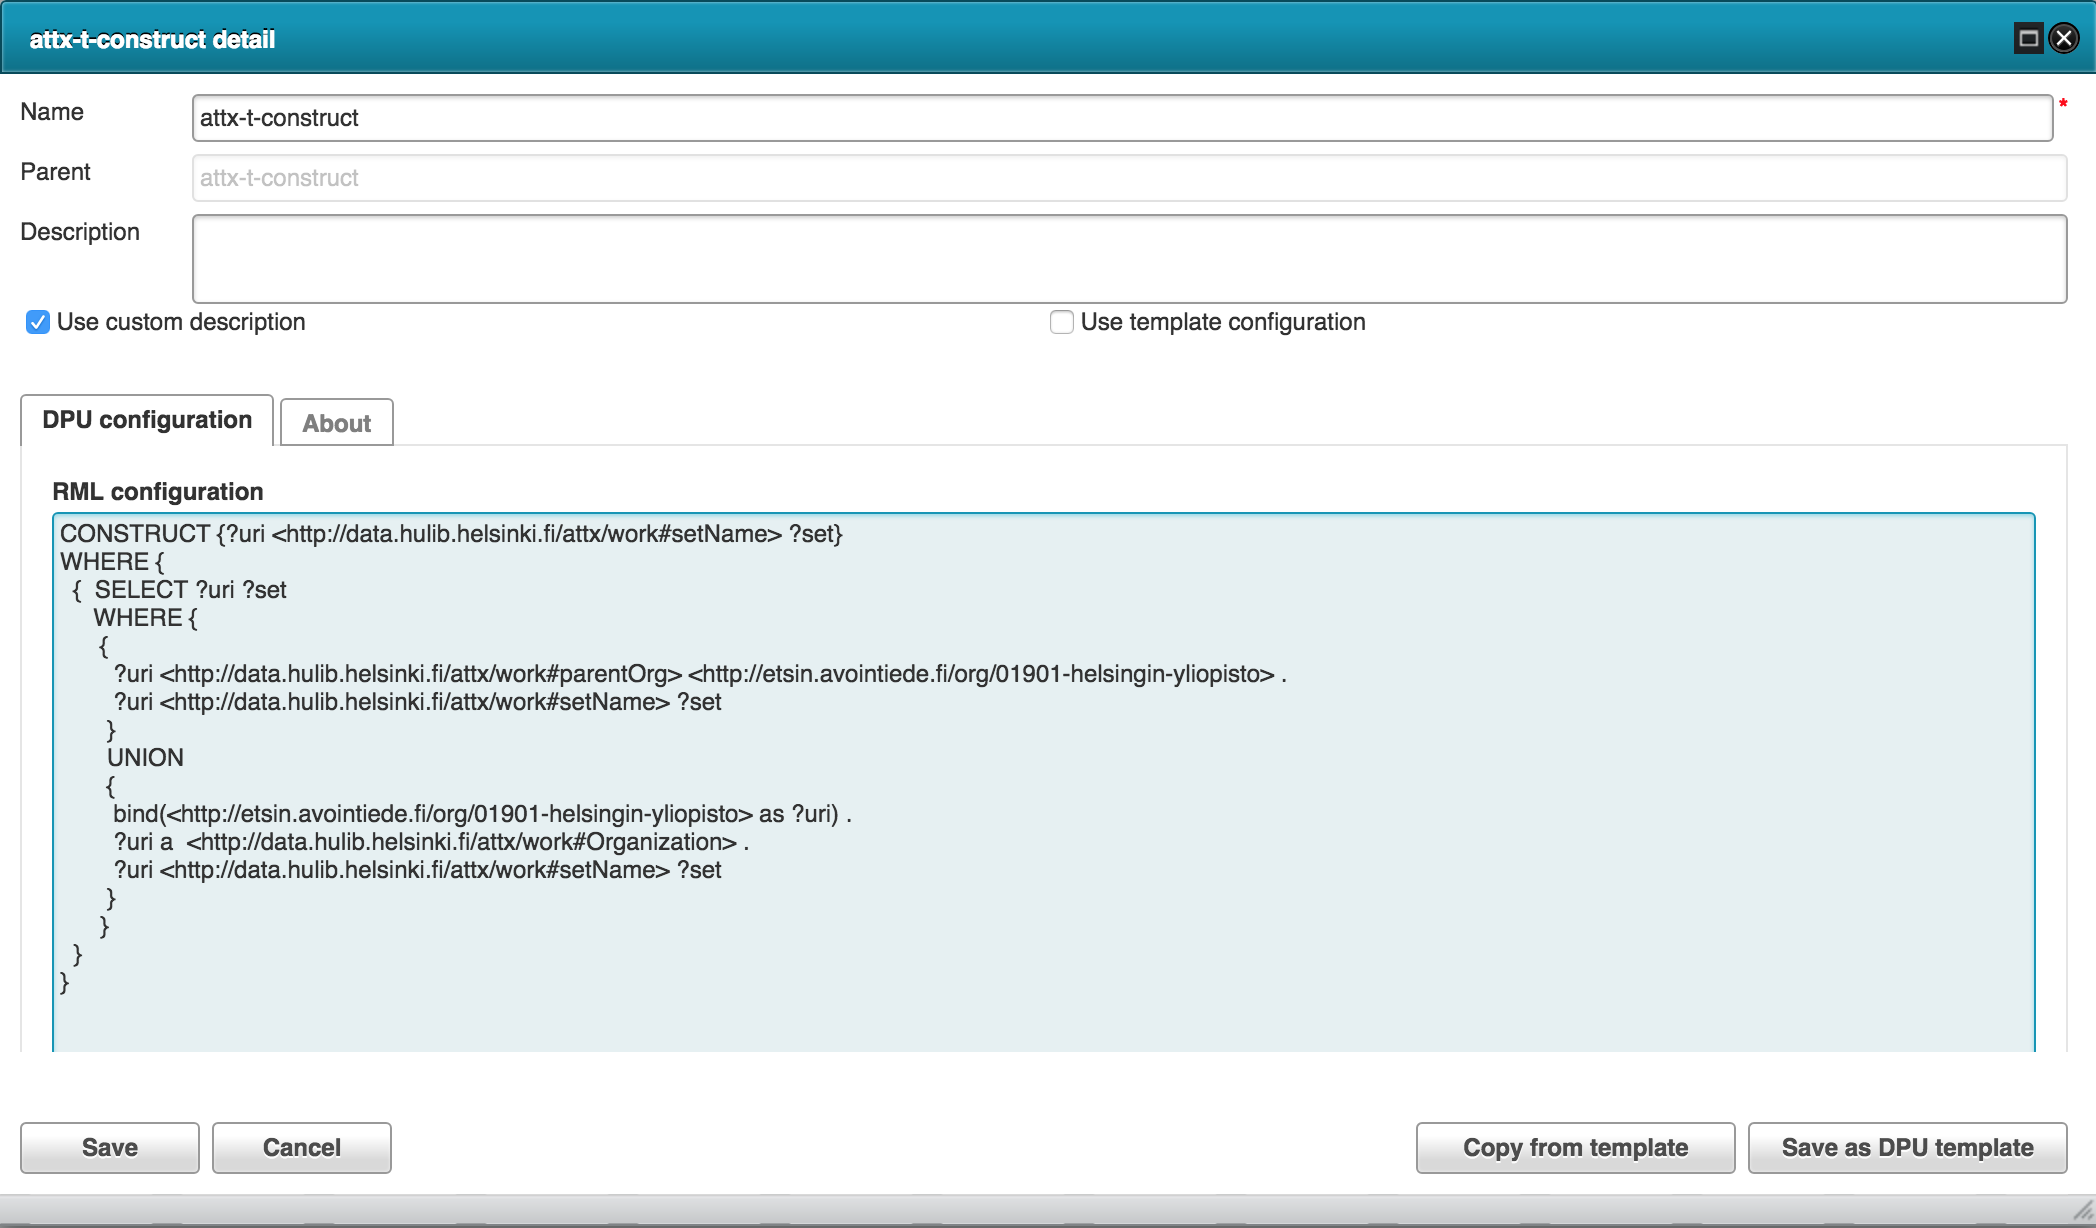 attx-t-construct detail
Name
attx-t-construct
*
Parent
attx-t-construct
Description
Use custom description
Use template configuration
DPU configuration
About
RML configuration
CONSTRUCT {?uri <http://data.hulib.helsinki.fi/attx/work#setName> ?set}
WHERE {
{ SELECT ?uri ?set
WHERE {
{
?uri <http://data.hulib.helsinki.fi/attx/work#parentOrg> <http://etsin.avointiede.fi/org/01901-helsingin-yliopisto> .
?uri <http://data.hulib.helsinki.fi/attx/work#setName> ?set
}
UNION
{
bind(<http://etsin.avointiede.fi/org/01901-helsingin-yliopisto> as ?uri) .
?uri a  <http://data.hulib.helsinki.fi/attx/work#Organization> .
?uri <http://data.hulib.helsinki.fi/attx/work#setName> ?set
}
}
}
}
Save
Cancel
Copy from template
Save as DPU template